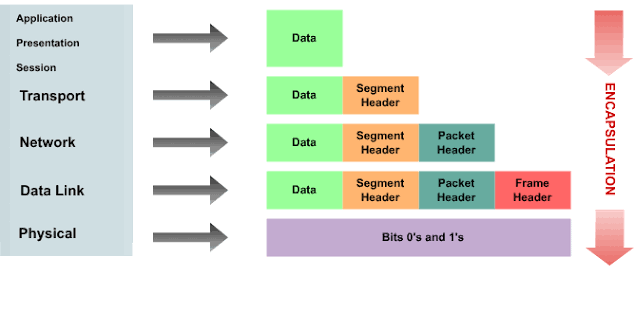 Application
Presentation
Session
Data
Transport
Data
Segment
Header
Network
Data
Segment
Header
Packet
Header
Data Link
Data
Segment
Header
Packet
Header
Frame
Header
Physical
Bits 0's and 1's
ENCAPSULATION